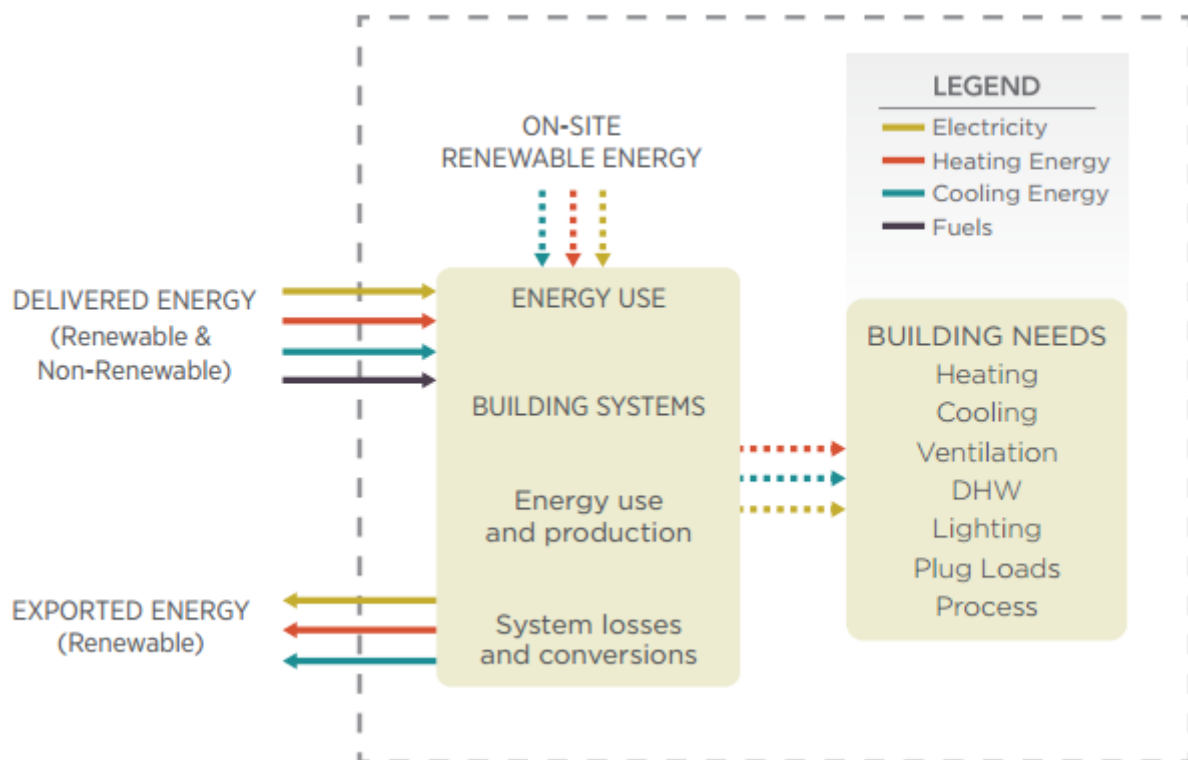 ON-SITE
RENEWABLE ENERGY
LEGEND
Electricity
Heating Energy
Cooling Energy
Fuels
DELIVERED ENERGY
(Renewable &
Non-Renewable)
ENERGY USE
BUILDING SYSTEMS
Energy use
and production
System losses
and conversions
BUILDING NEEDS
Heating
Cooling
Ventilation
DHW
Lighting
Plug Loads
Process
EXPORTED ENERGY
(Renewable)